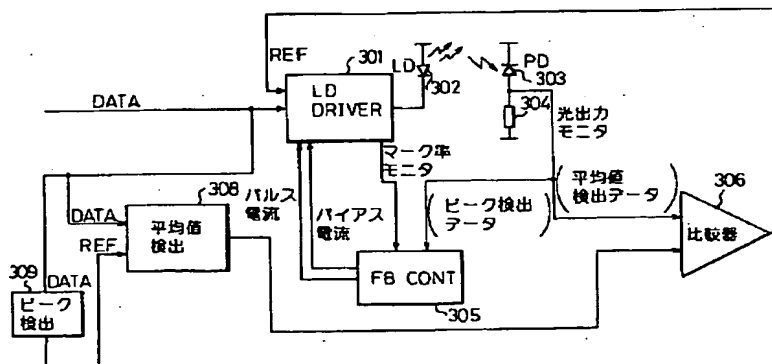 REF
301
LD
DRIVER
LD
302
PD
303
304
光出力
モニタ
DATA
マーク率
モニタ
パルス
電流
バイアス
電流
308
平均値
検出
DATA
REF
(ピーク検出
データ)
(平均値
検出データ)
306
比較器
309
DATA
ピーク
検出
FB CONT
305